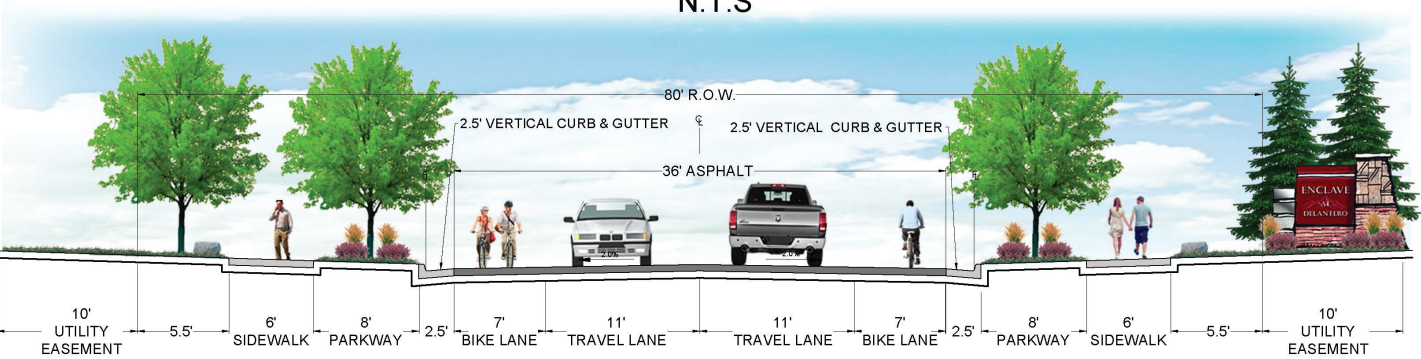 N.T.S
80' R.O.W.
2.5' VERTICAL CURB & GUTTER
℄
2.5' VERTICAL CURB & GUTTER
36' ASPHALT
ENCLAVE
AT
DELANTERO
2.0%
2.0%
10'
UTILITY
EASEMENT
5.5'
6'
SIDEWALK
8'
PARKWAY
2.5'
7'
BIKE LANE
11'
TRAVEL LANE
11'
TRAVEL LANE
7'
BIKE LANE
2.5'
8'
PARKWAY
6'
SIDEWALK
5.5'
10'
UTILITY
EASEMENT